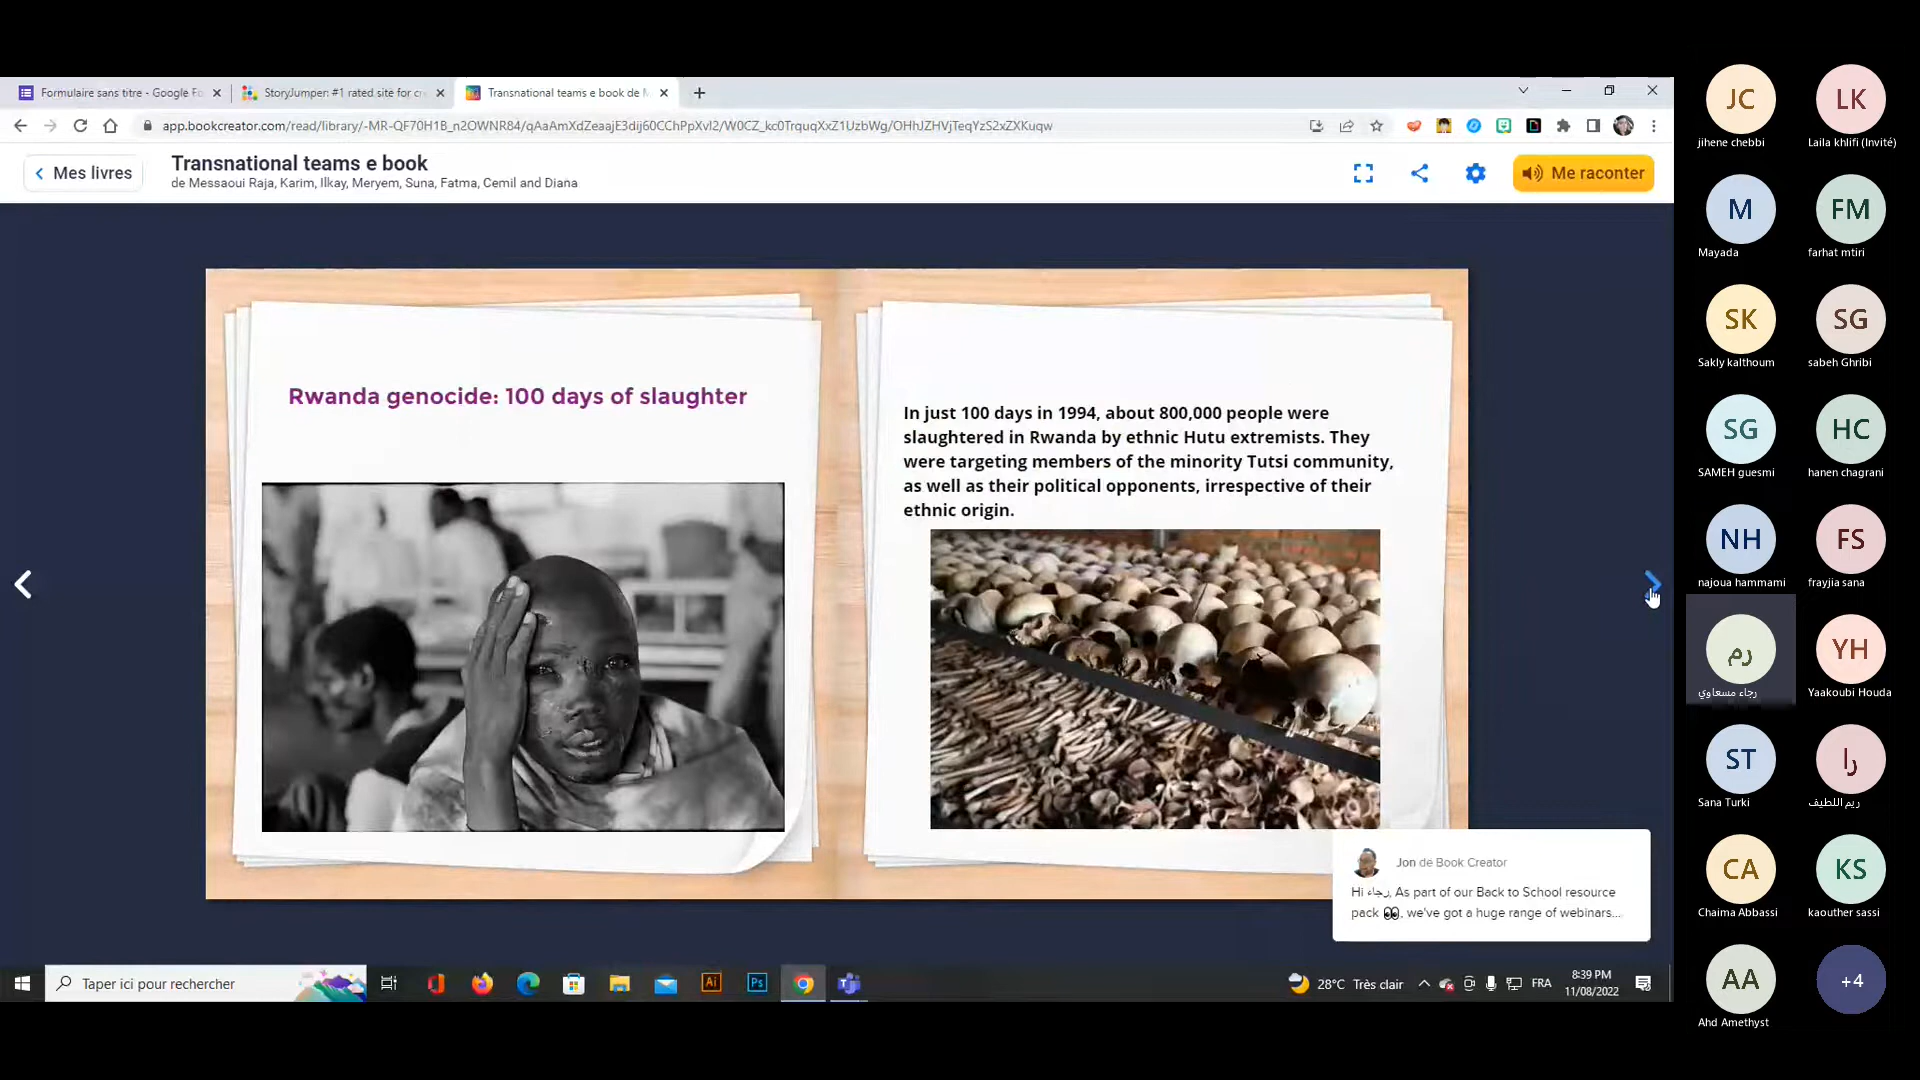 Formulaire sans titre - Google Fo
StoryJumper: #1 rated site for cre
Transnational teams e book de M
app.bookcreator.com/read/library/-MR-QF70H1B_n2OWNR84/qAaAmXdZeaajE3dij60CChPpXvI2/W0CZ_kc0TrquqXxZ1UzbWg/OHhJZHVjTeqYzS2xZXKuqw
Mes livres
Transnational teams e book
de Messaoui Raja, Karim, Ilkay, Meryem, Suna, Fatma, Cemil and Diana
Me raconter
Rwanda genocide: 100 days of slaughter
In just 100 days in 1994, about 800,000 people were
slaughtered in Rwanda by ethnic Hutu extremists. They
were targeting members of the minority Tutsi community,
as well as their political opponents, irrespective of their
ethnic origin.
Jon de Book Creator
Hi رجاء, As part of our Back to School resource
pack 👀, we've got a huge range of webinars...
Taper ici pour rechercher
Ai
Ps
28°C Très clair
FRA
8:39 PM
11/08/2022
JC
jihene chebbi
LK
Laila khlifi (Invité)
M
Mayada
FM
farhat mtiri
SK
Sakly kalthoum
SG
sabeh Ghribi
SG
SAMEH guesmi
HC
hanen chagrani
NH
najoua hammami
FS
frayjia sana
رم
رجاء مسعاوي
YH
Yaakoubi Houda
ST
Sana Turki
را
ريم اللطيف
CA
Chaima Abbassi
KS
kaouther sassi
AA
Ahd Amethyst
+4